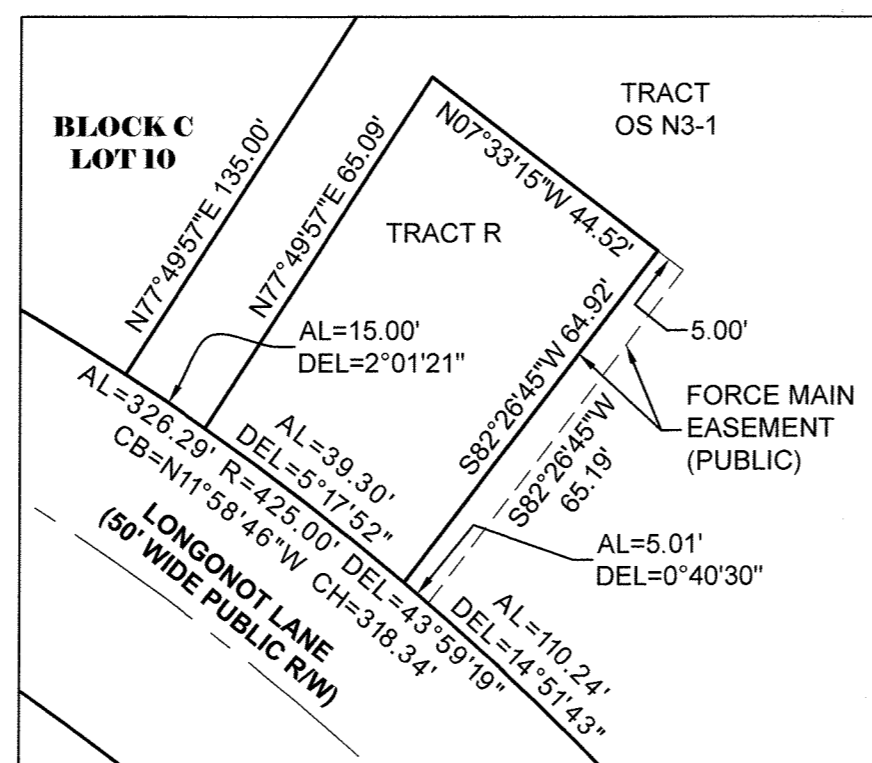 TRACT
OS N3-1
BLOCK C
LOT 10
N77°49'57"E 135.00'
N77°49'57"E 65.09'
N07°33'15"W 44.52'
TRACT R
AL=15.00'
DEL=2°01'21"
S82°26'45"W 64.92'
5.00'
FORCE MAIN
EASEMENT
(PUBLIC)
S82°26'45"W
65.19'
AL=39.30'
DEL=5°17'52"
AL=326.29' R=425.00' DEL=43°59'19"
CB=N11°58'46"W CH=318.34'
LONGONOT LANE
(50' WIDE PUBLIC R/W)
AL=5.01'
DEL=0°40'30"
AL=110.24'
DEL=14°51'43"